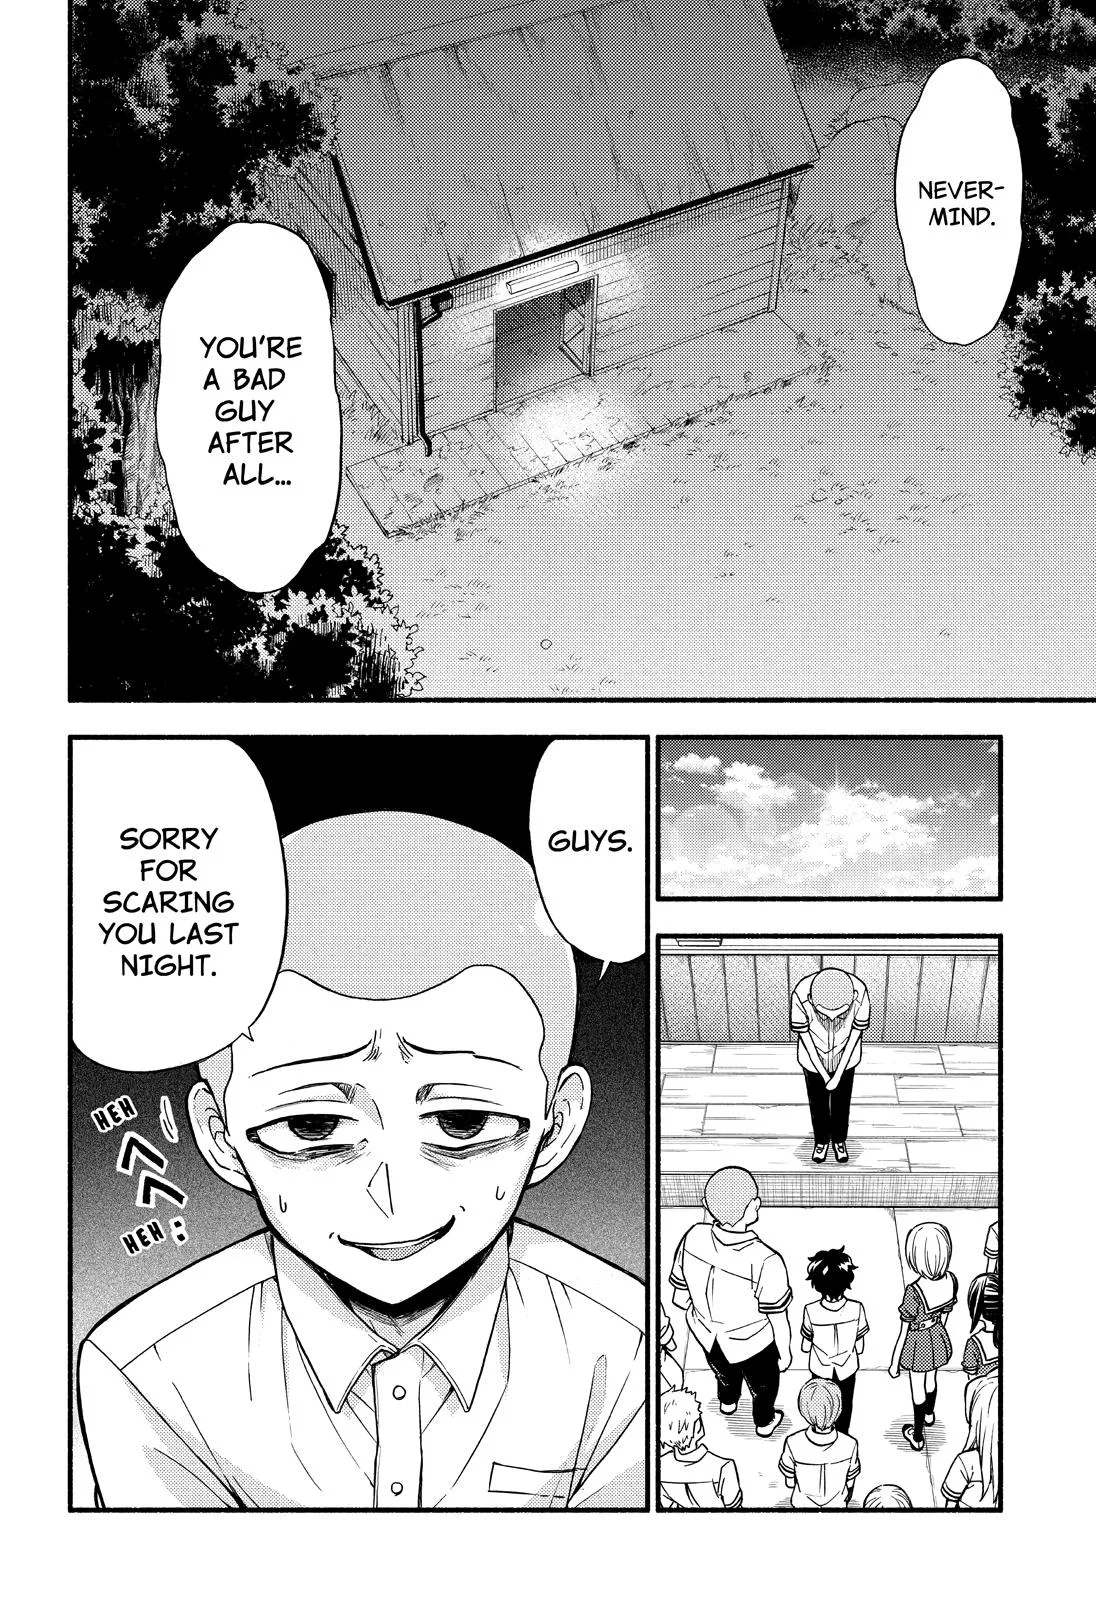 NEVER-
MIND.
YOU'RE
A BAD
GUY
AFTER
ALL...
GUYS.
SORRY
FOR
SCARING
YOU LAST
NIGHT.
HEH
HEH